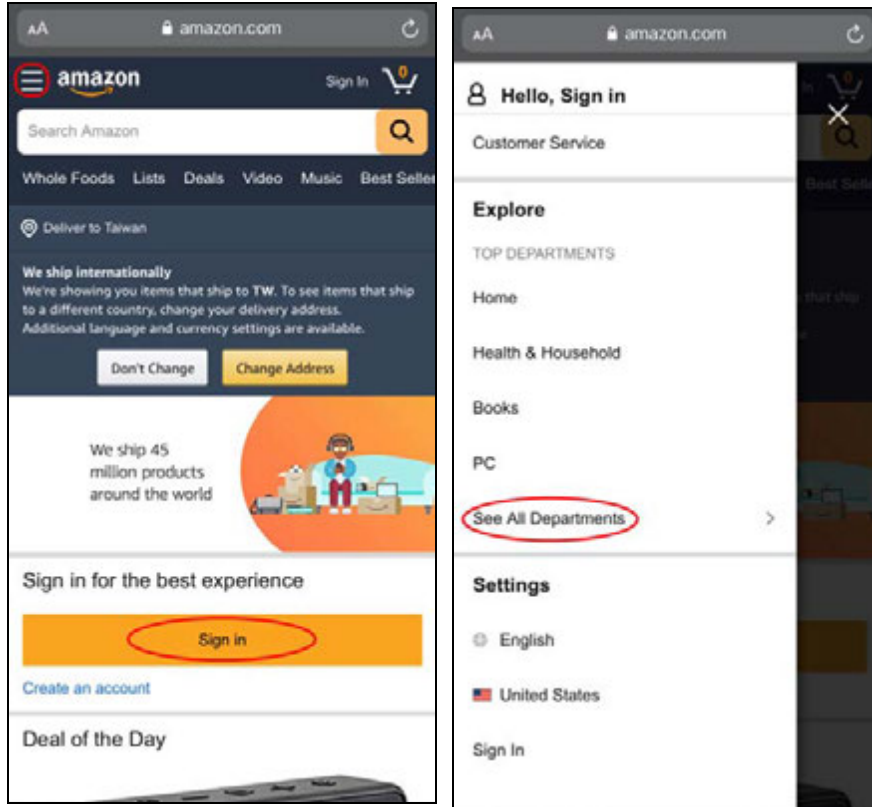 AA amazon.com
amazon Sign In 0
Search Amazon
Whole Foods Lists Deals Video Music Best Seller
Deliver to Taiwan
We ship internationally
We're showing you items that ship to TW. To see items that ship
to a different country, change your delivery address.
Additional language and currency settings are available.
Don't Change Change Address
We ship 45
million products
around the world
Sign in for the best experience
Sign in
Create an account
Deal of the Day
AA amazon.com
Hello, Sign in
Customer Service
Explore
TOP DEPARTMENTS
Home
Health & Household
Books
PC
See All Departments
Settings
English
United States
Sign In